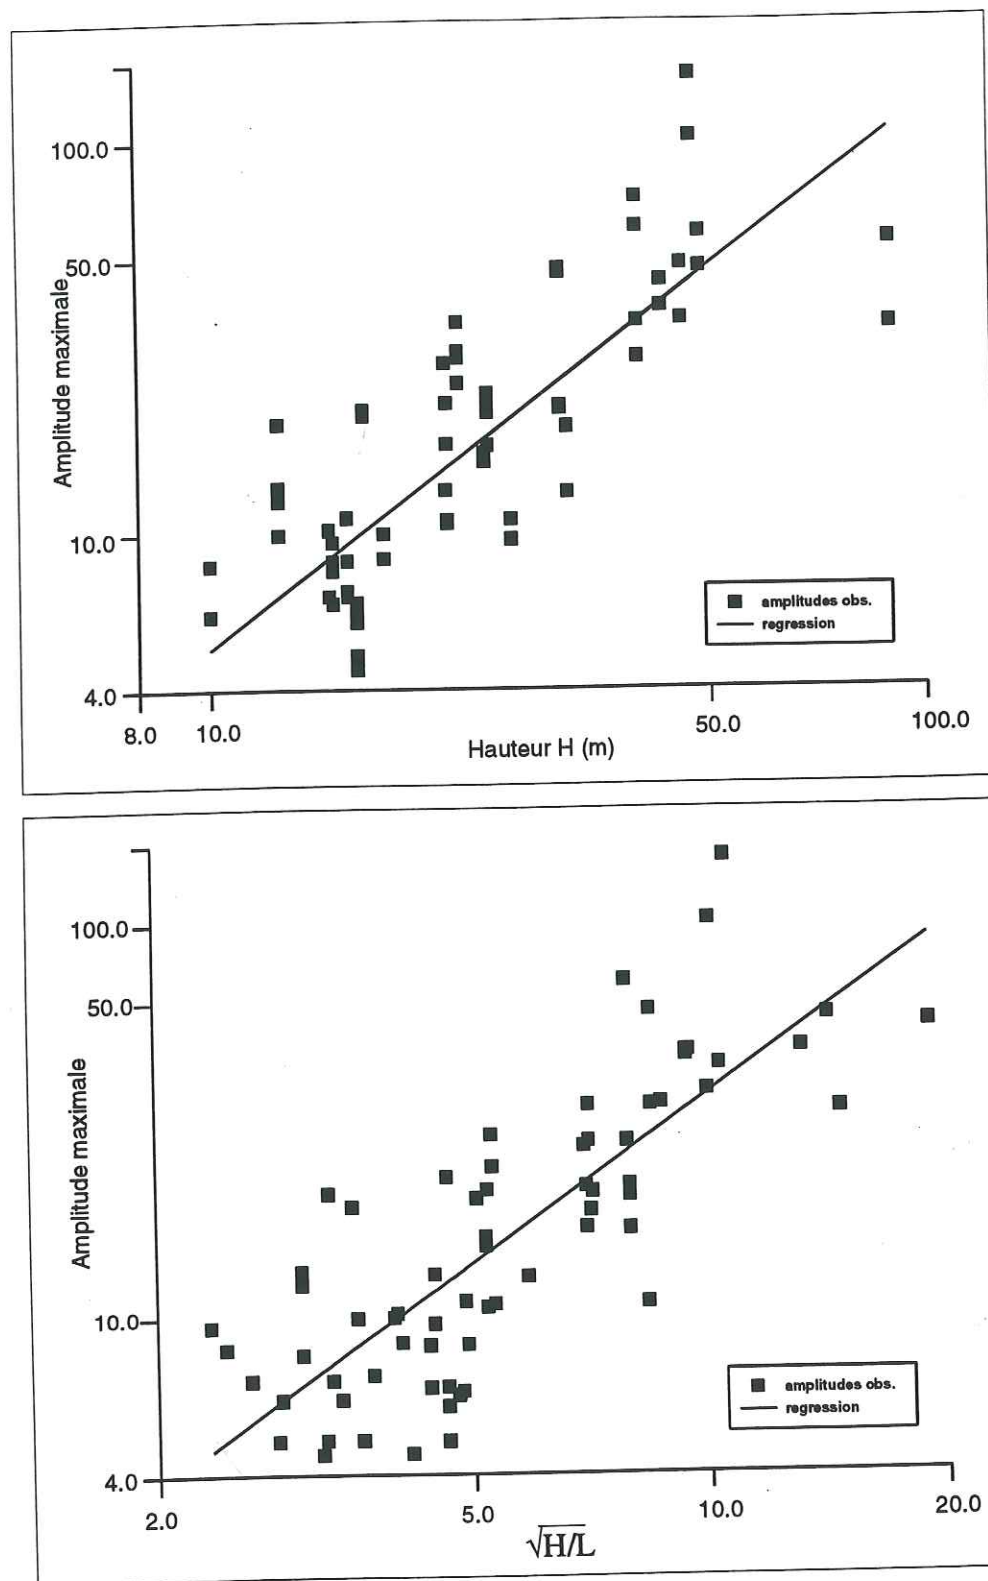 100.0
50.0
10.0
4.0
Amplitude maximale
amplitudes obs.
regression
8.0 10.0 50.0 100.0
Hauteur H (m)
100.0
50.0
10.0
4.0
Amplitude maximale
amplitudes obs.
regression
2.0 5.0 10.0 20.0
√H/L